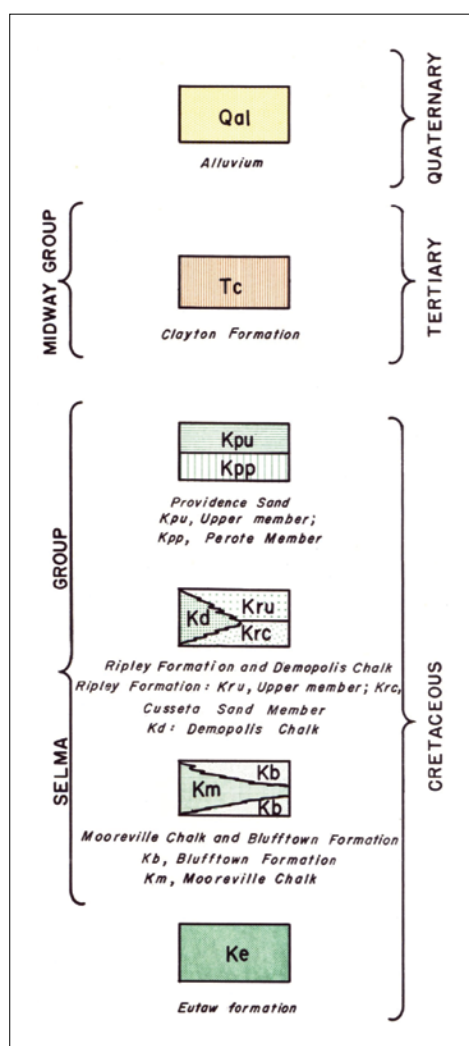 Qal
Alluvium
QUATERNARY
MIDWAY GROUP
Tc
Clayton Formation
TERTIARY
SELMA GROUP
Kpu
Kpp
Providence Sand
Kpu, Upper member;
Kpp, Perote Member
Kd
Kru
Krc
Ripley Formation and Demopolis Chalk
Ripley Formation: Kru, Upper member; Krc,
Cusseta Sand Member
Kd: Demopolis Chalk
CRETACEOUS
Kb
Km
Kb
Mooreville Chalk and Blufftown Formation
Kb, Blufftown Formation
Km, Mooreville Chalk
Ke
Eutaw formation